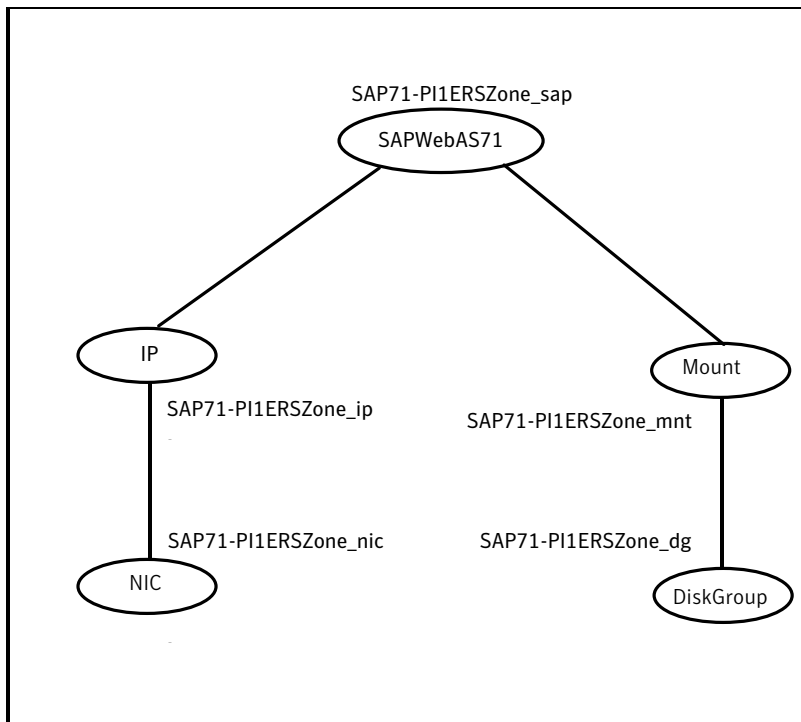 SAP71-PI1ERSZone_sap
SAPWebAS71
IP
Mount
SAP71-PI1ERSZone_ip
SAP71-PI1ERSZone_mnt
SAP71-PI1ERSZone_nic
SAP71-PI1ERSZone_dg
NIC
DiskGroup